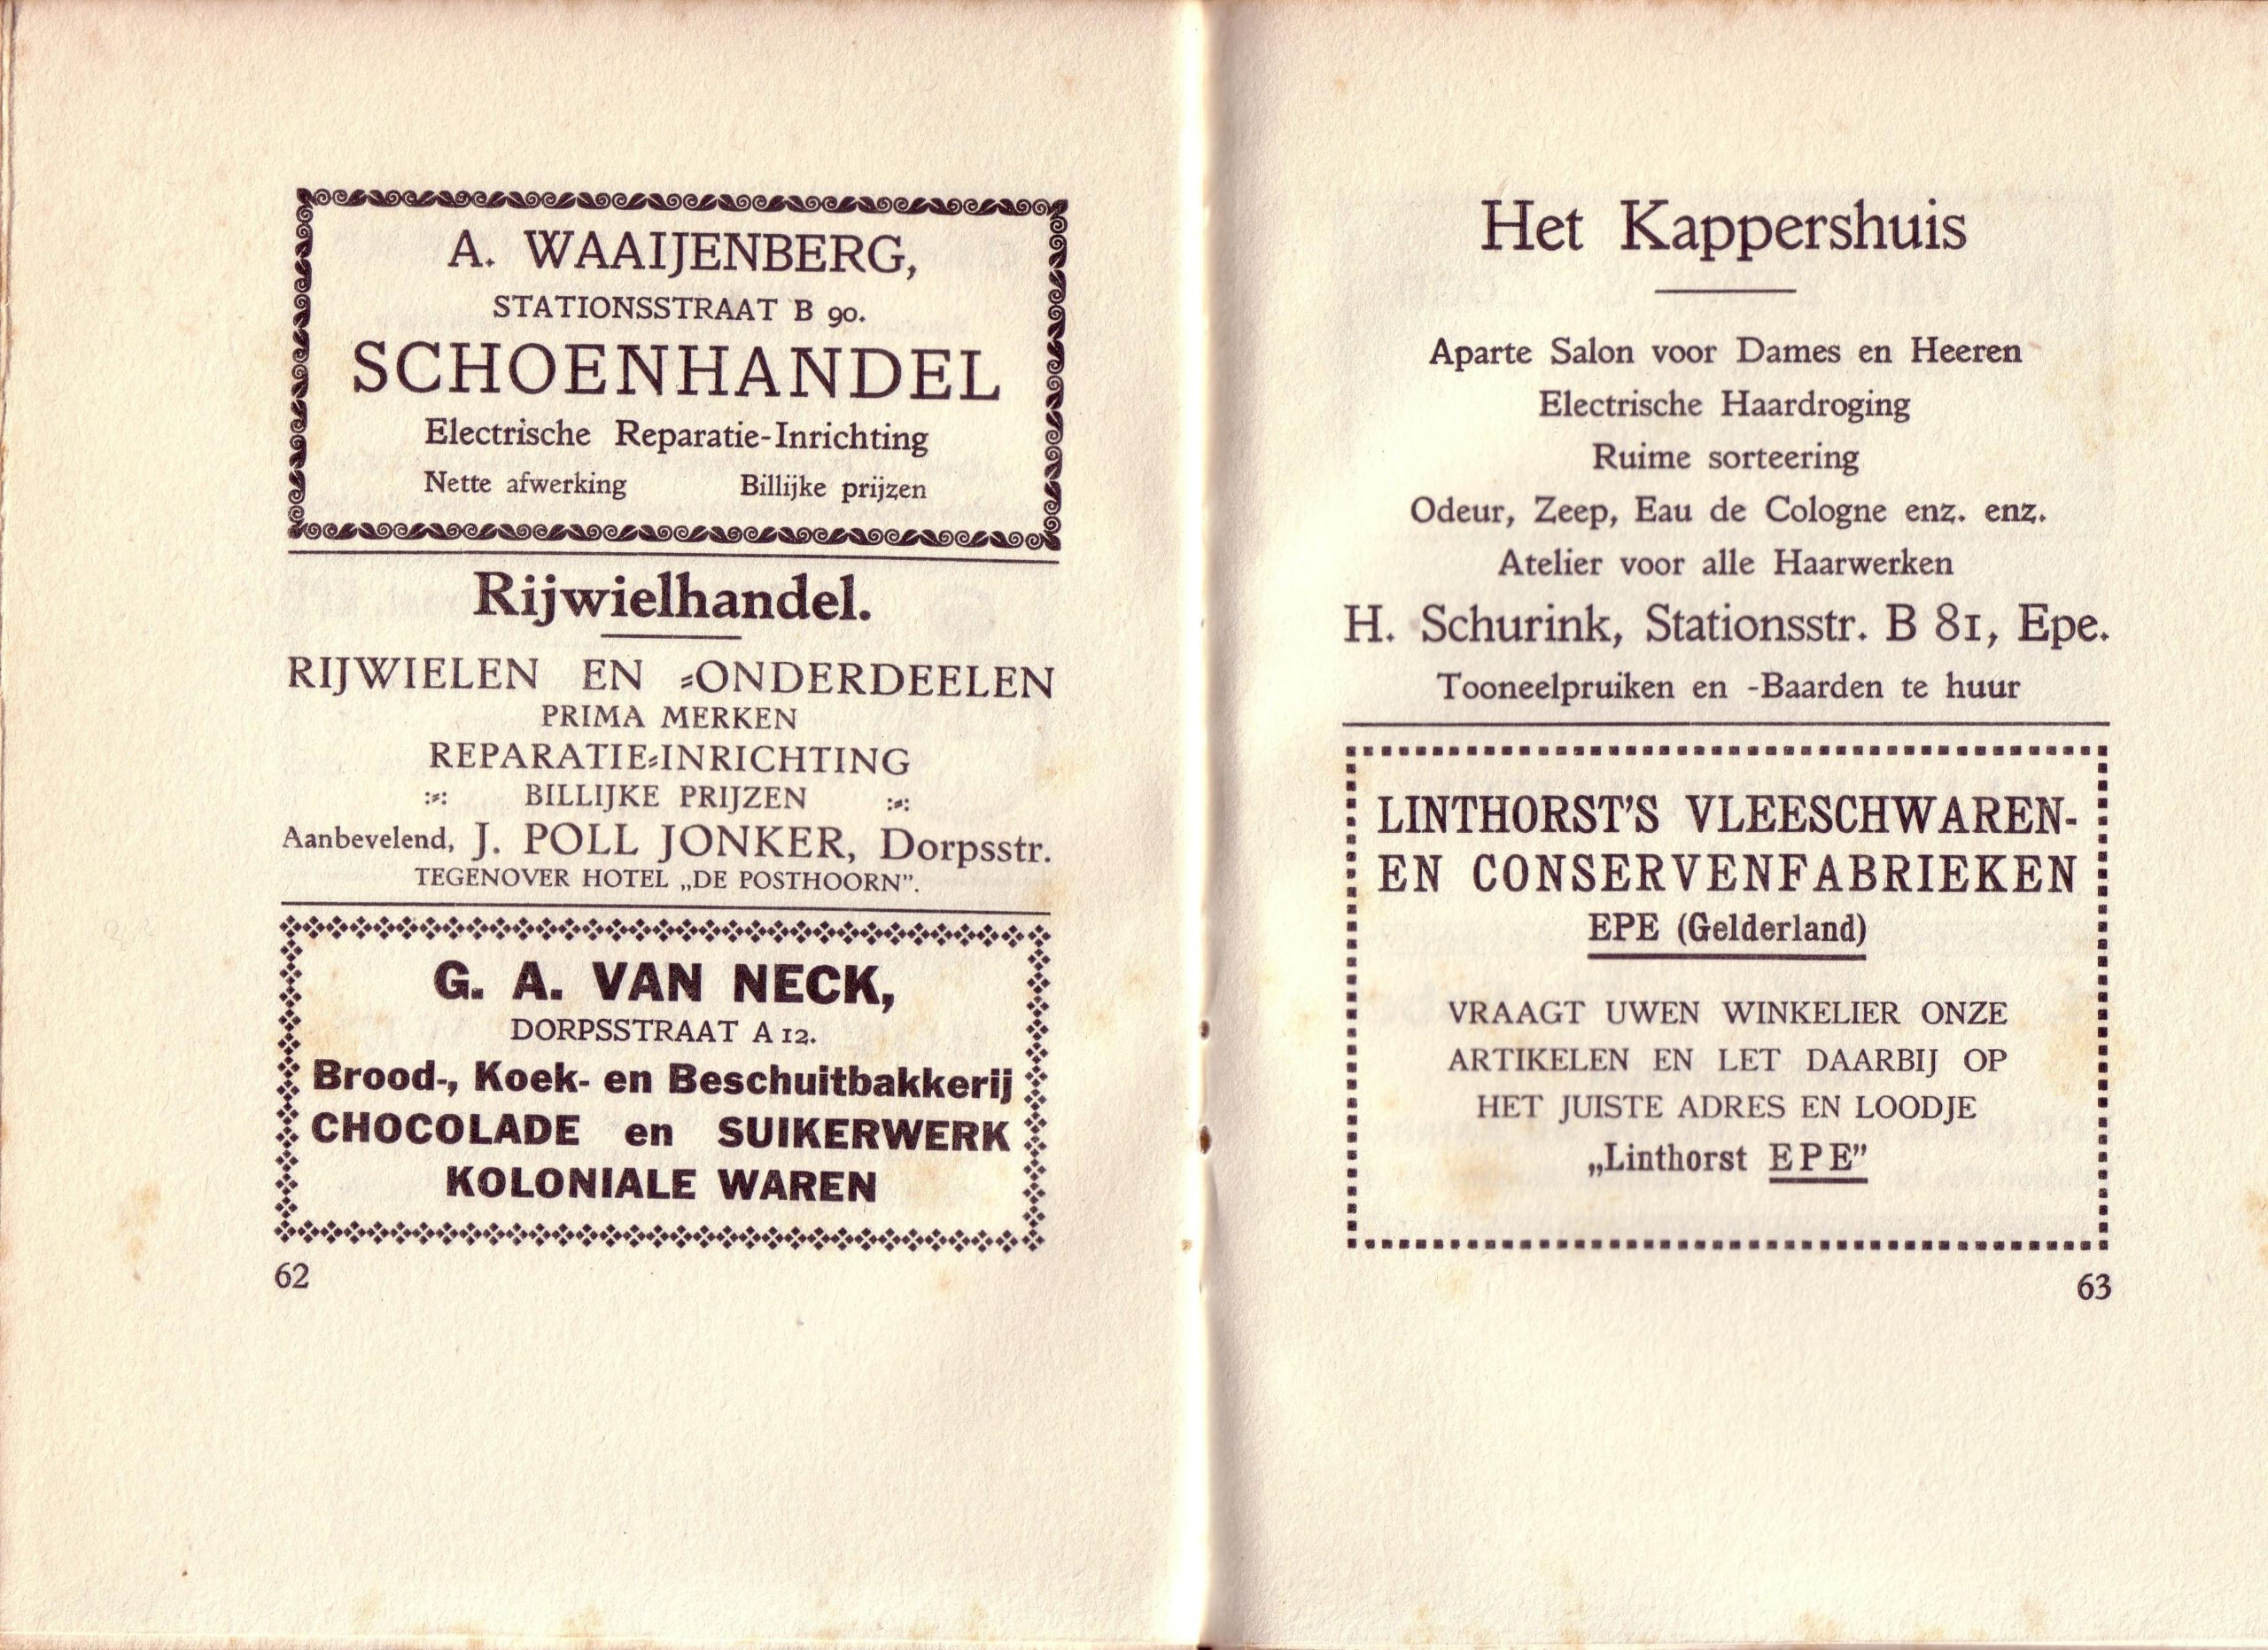 A. WAAIJENBERG,
STATIONSSTRAAT B 90.
SCHOENHANDEL
Electrische Reparatie-Inrichting
Nette afwerking Billijke prijzen
Rijwielhandel.
RIJWIELEN EN -ONDERDEELEN
PRIMA MERKEN
REPARATIE-INRICHTING
BILLIJKE PRIJZEN
Aanbevelend, J. POLL JONKER, Dorpsstr.
TEGENOVER HOTEL „DE POSTHOORN”.
G. A. VAN NECK,
DORPSSTRAAT A 12.
Brood-, Koek- en Beschuitbakkerij
CHOCOLADE en SUIKERWERK
KOLONIALE WAREN
62
Het Kappershuis
Aparte Salon voor Dames en Heeren
Electrische Haardroging
Ruime sorteering
Odeur, Zeep, Eau de Cologne enz. enz.
Atelier voor alle Haarwerken
H. Schurink, Stationsstr. B 81, Epe.
Tooneelpruiken en -Baarden te huur
LINTHORST'S VLEESCHWAREN-
EN CONSERVENFABRIEKEN
EPE (Gelderland)
VRAAGT UWEN WINKELIER ONZE
ARTIKELEN EN LET DAARBIJ OP
HET JUISTE ADRES EN LOODJE
„Linthorst EPE”
63